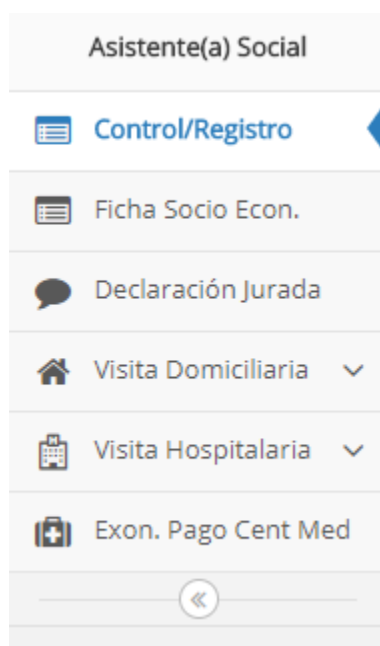 Asistente(a) Social
Control/Registro
Ficha Socio Econ.
Declaración Jurada
Visita Domiciliaria
Visita Hospitalaria
Exon. Pago Cent Med